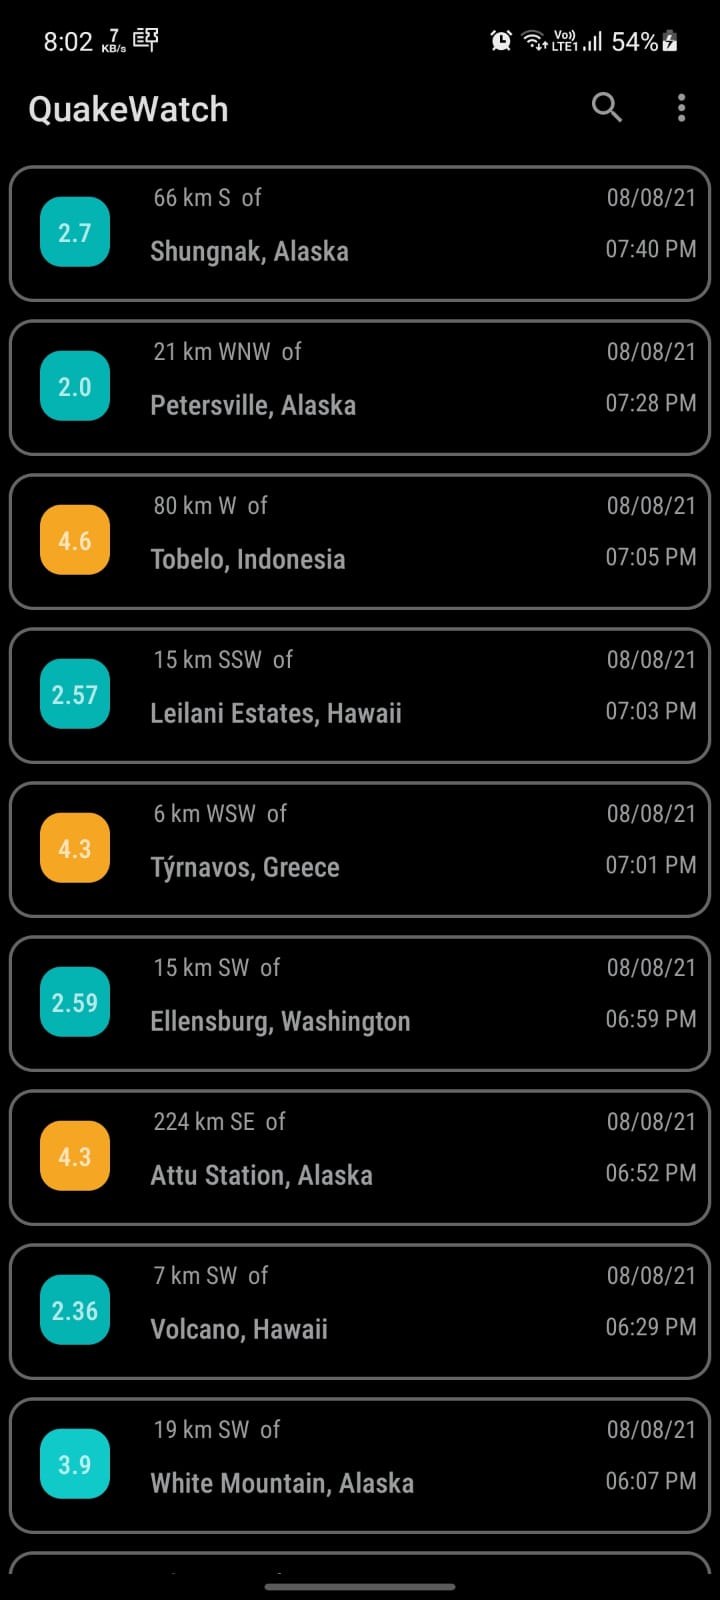 8:02 7 KB/s Vo)) LTE1 54%
QuakeWatch
66 km S of 08/08/21
2.7
Shungnak, Alaska 07:40 PM
21 km WNW of 08/08/21
2.0
Petersville, Alaska 07:28 PM
80 km W of 08/08/21
4.6
Tobelo, Indonesia 07:05 PM
15 km SSW of 08/08/21
2.57
Leilani Estates, Hawaii 07:03 PM
6 km WSW of 08/08/21
4.3
Týrnavos, Greece 07:01 PM
15 km SW of 08/08/21
2.59
Ellensburg, Washington 06:59 PM
224 km SE of 08/08/21
4.3
Attu Station, Alaska 06:52 PM
7 km SW of 08/08/21
2.36
Volcano, Hawaii 06:29 PM
19 km SW of 08/08/21
3.9
White Mountain, Alaska 06:07 PM